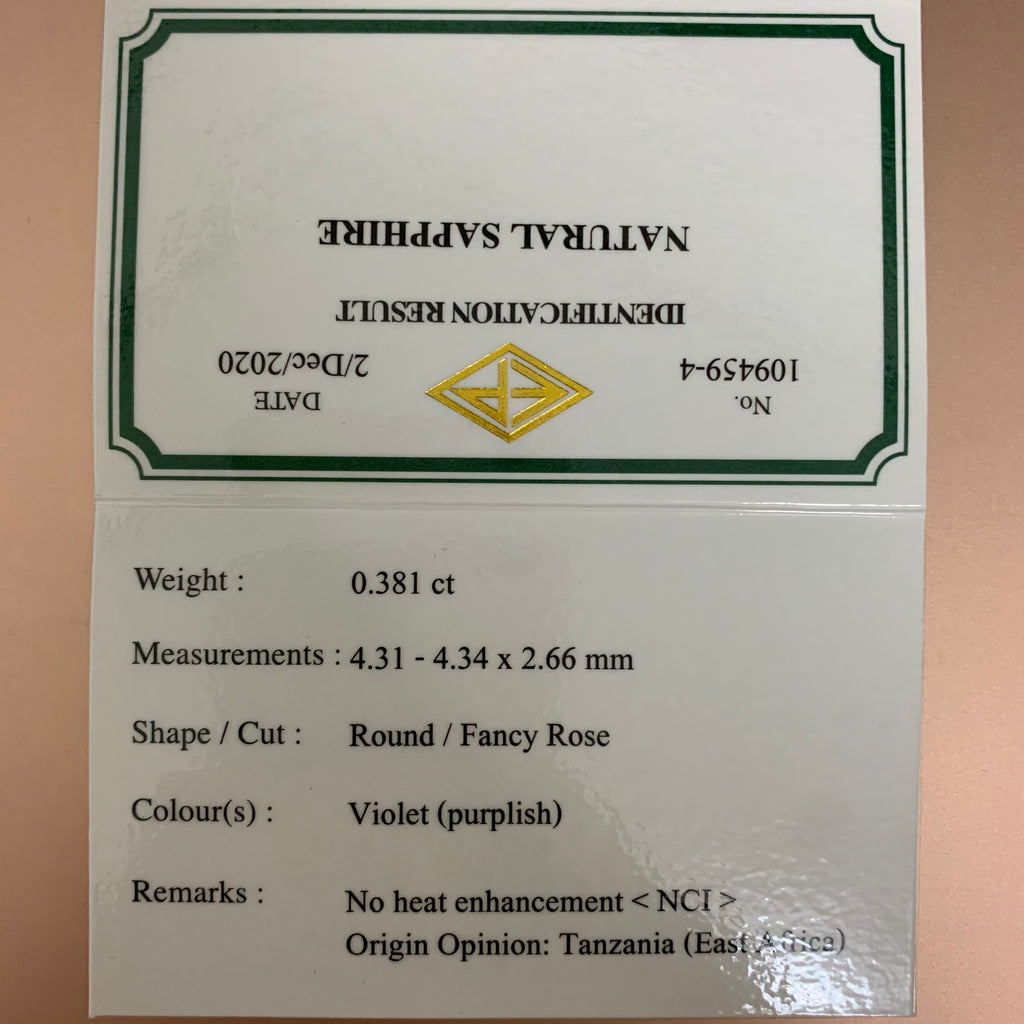 No.
109459-4
DATE
2/Dec/2020
IDENTIFICATION RESULT
NATURAL SAPPHIRE
Weight : 0.381 ct
Measurements : 4.31 - 4.34 x 2.66 mm
Shape / Cut : Round / Fancy Rose
Colour(s) : Violet (purplish)
Remarks : No heat enhancement < NCI >
Origin Opinion: Tanzania (East Africa)